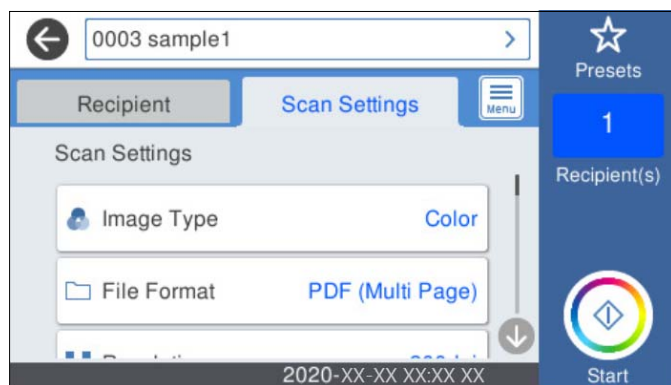 0003 sample1
Presets
Recipient
Scan Settings
Menu
1
Recipient(s)
Scan Settings
Image Type
Color
File Format
PDF (Multi Page)
2020-XX-XX XX:XX XX
Start